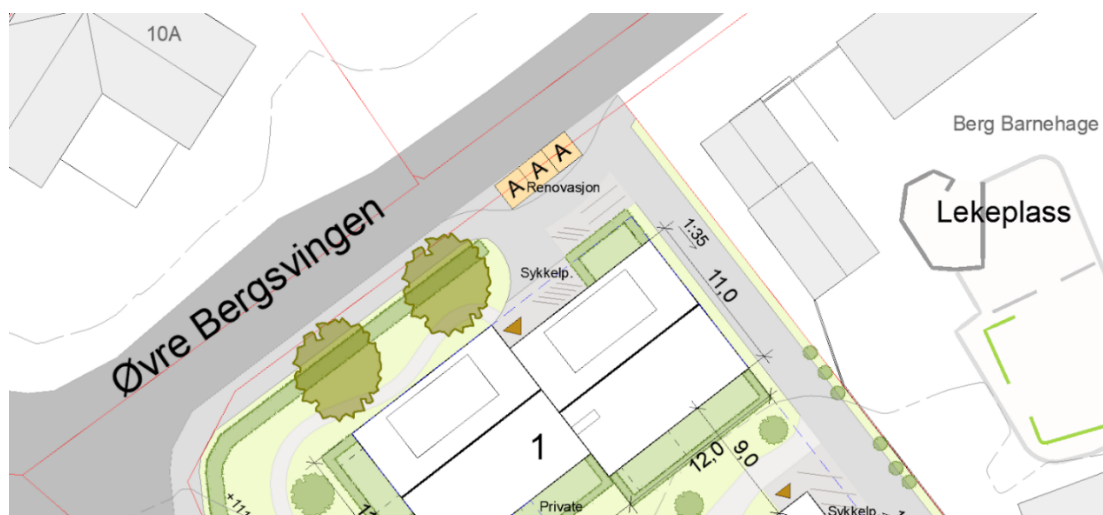 10A
Berg Barnehage
A A A
Renovasjon
Lekeplass
Øvre Bergsvingen
1:35
11,0
Sykkelp.
1
12,0
9,0
+111
Private
Sykkelp.